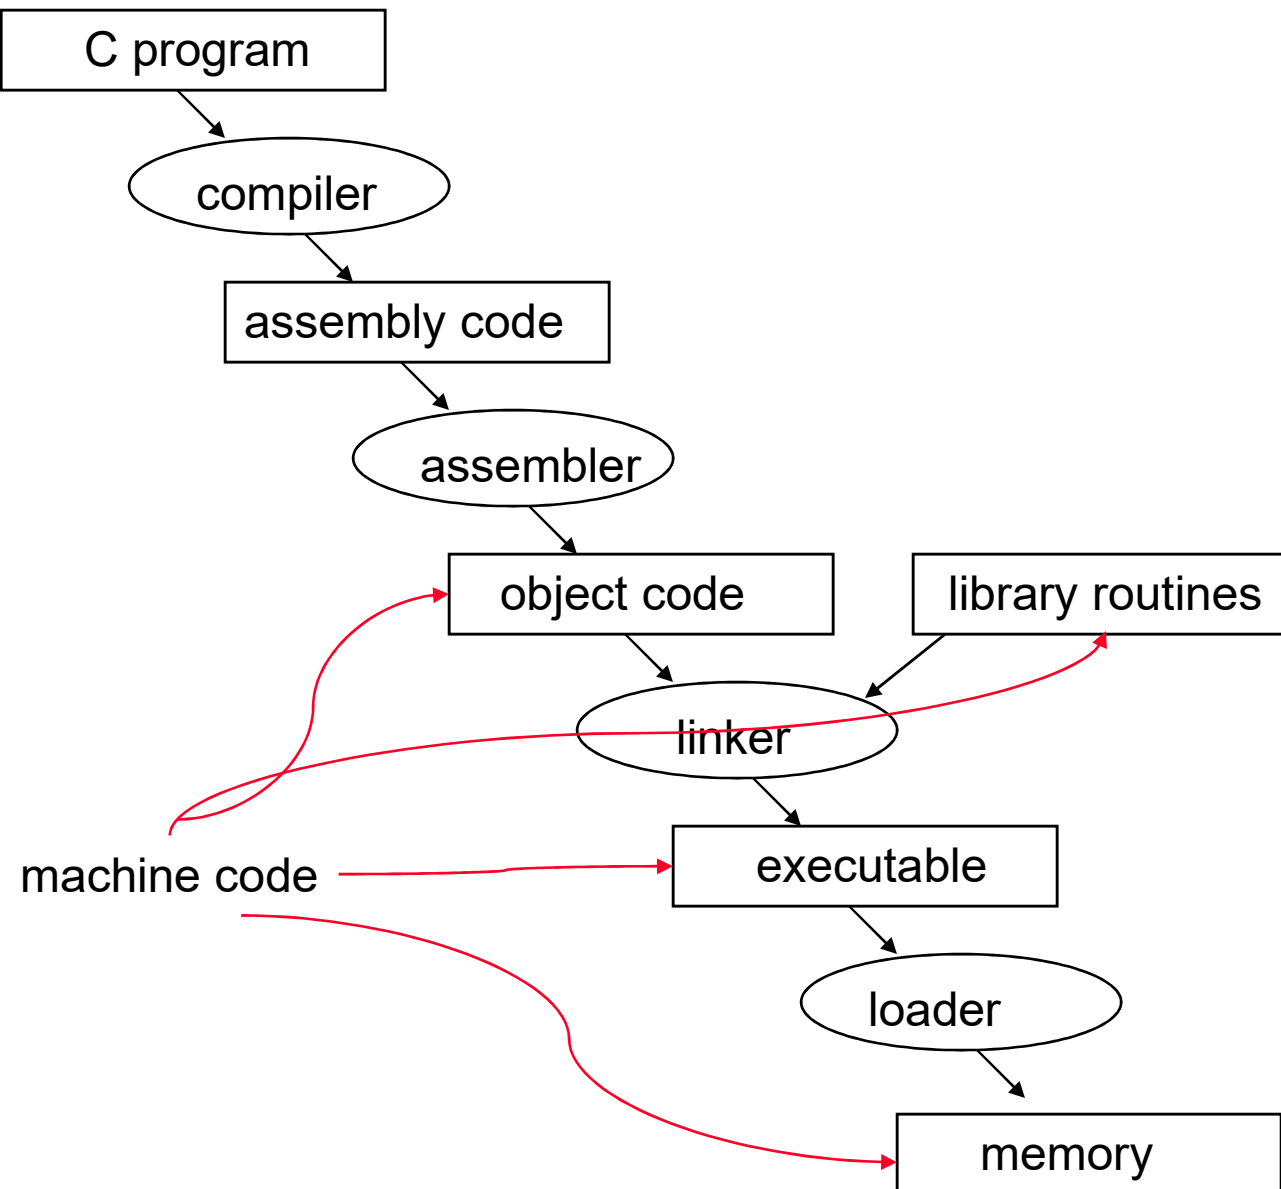 C program
compiler
assembly code
assembler
object code
library routines
linker
machine code
executable
loader
memory